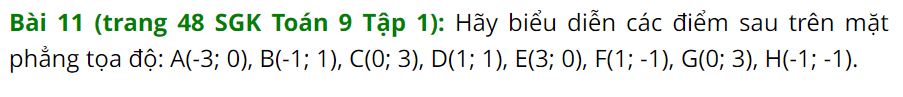 Bài 11 (trang 48 SGK Toán 9 Tập 1): Hãy biểu diễn các điểm sau trên mặt
phẳng tọa độ: A(-3; 0), B(-1; 1), C(0; 3), D(1; 1), E(3; 0), F(1; -1), G(0; 3), H(-1; -1).